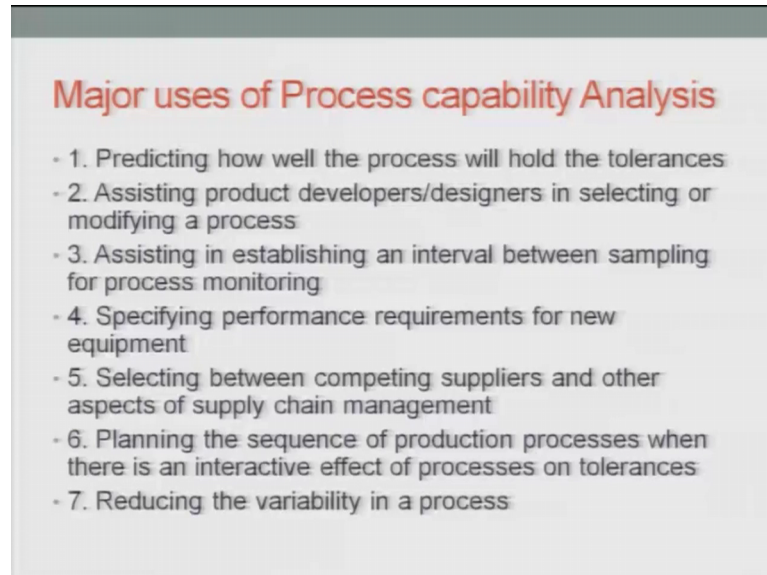 Major uses of Process capability Analysis
- 1. Predicting how well the process will hold the tolerances
- 2. Assisting product developers/designers in selecting or
modifying a process
- 3. Assisting in establishing an interval between sampling
for process monitoring
- 4. Specifying performance requirements for new
equipment
- 5. Selecting between competing suppliers and other
aspects of supply chain management
- 6. Planning the sequence of production processes when
there is an interactive effect of processes on tolerances
- 7. Reducing the variability in a process